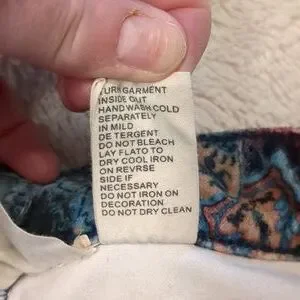 TURN GARMENT
INSIDE OUT
HAND WASH COLD
SEPARATELY
IN MILD
DE TERGENT
DO NOT BLEACH
LAY FLATO TO
DRY COOL IRON
ON REVRSE
SIDE IF
NECESSARY
DO NOT IRON ON
DECORATION
DO NOT DRY CLEAN